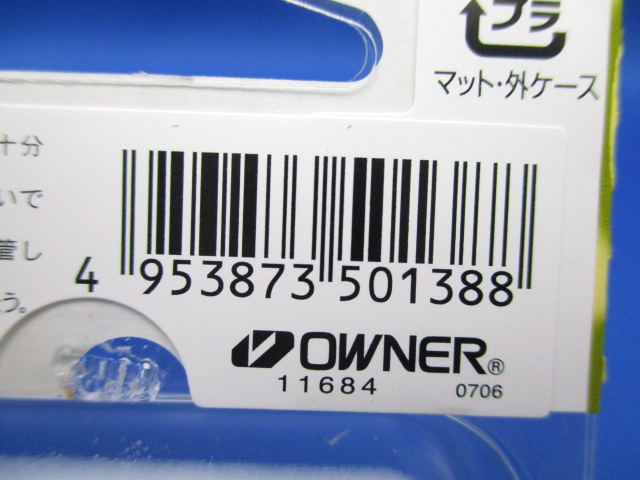 プラ
マット・外ケース
十分
いで
管し
う。
4 953873 501388
OWNER®
11684 0706